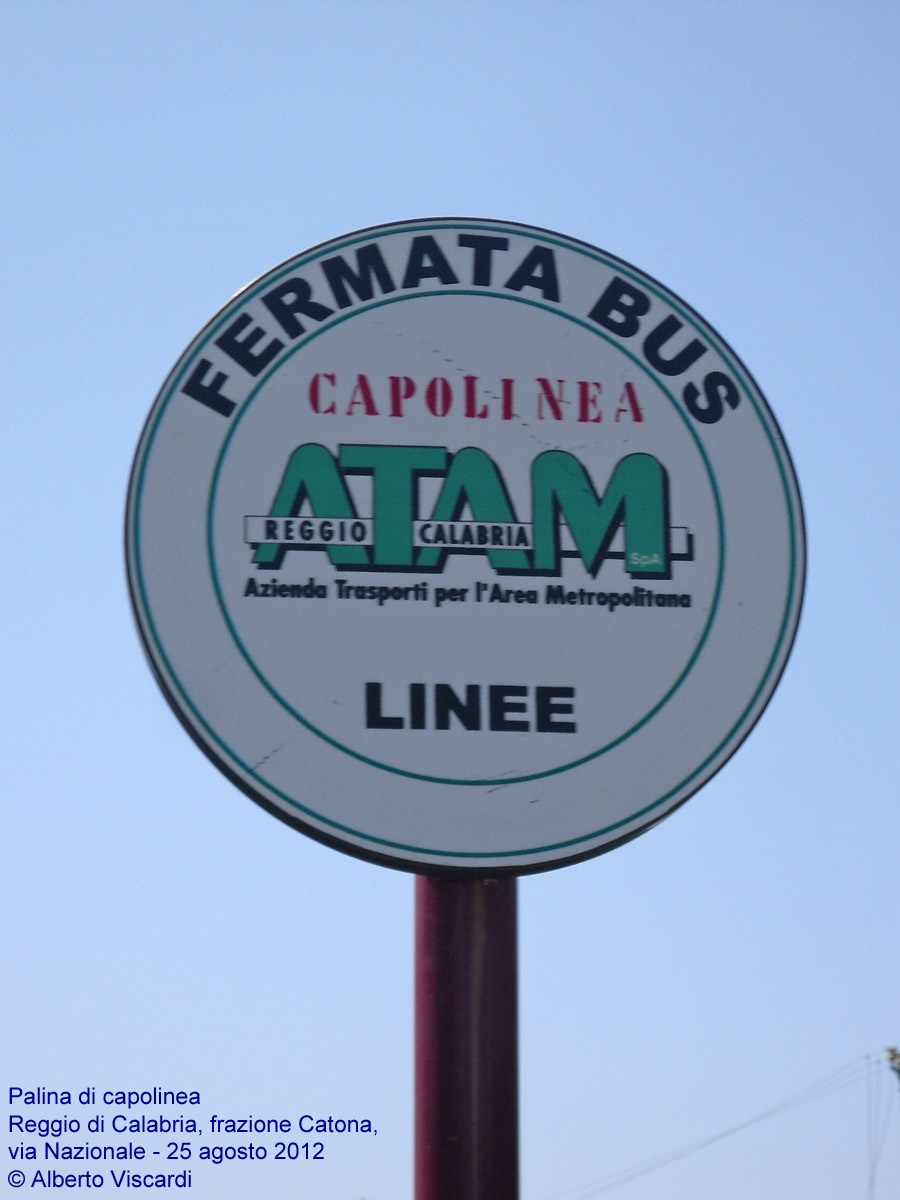 FERMATA BUS
CAPOLINEA
ATAM
REGGIO CALABRIA
SpA
Azienda Trasporti per l'Area Metropolitana
LINEE
Palina di capolinea
Reggio di Calabria, frazione Catona,
via Nazionale - 25 agosto 2012
© Alberto Viscardi